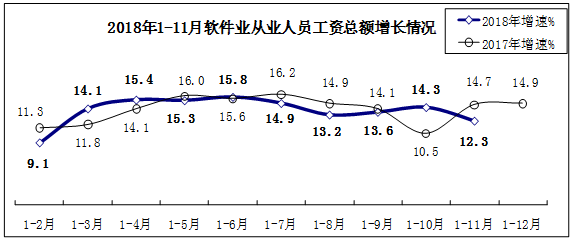 2018年1-11月软件业从业人员工资总额增长情况
2018年增速%
2017年增速%
11.3 14.1 15.4 16.0 15.8 16.2 14.9 14.1 14.3 14.7 14.9
9.1 11.8 14.1 15.3 15.6 14.9 13.2 13.6 10.5 12.3
1-2月 1-3月 1-4月 1-5月 1-6月 1-7月 1-8月 1-9月 1-10月 1-11月 1-12月